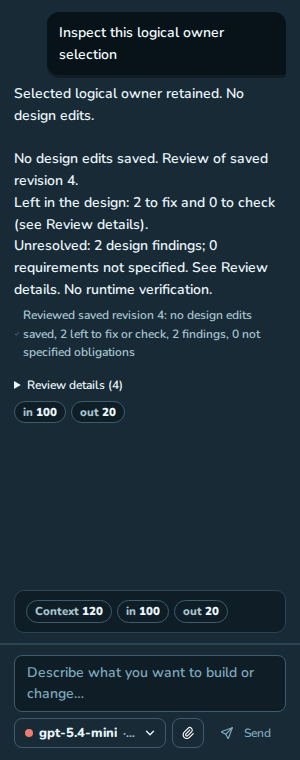 Inspect this logical owner
selection
Selected logical owner retained. No
design edits.
No design edits saved. Review of saved
revision 4.
Left in the design: 2 to fix and 0 to check
(see Review details).
Unresolved: 2 design findings; 0
requirements not specified. See Review
details. No runtime verification.
Reviewed saved revision 4: no design edits
saved, 2 left to fix or check, 2 findings, 0 not
specified obligations
Review details (4)
in 100 out 20
Context 120 in 100 out 20
Describe what you want to build or
change...
gpt-5.4-mini ·... Send